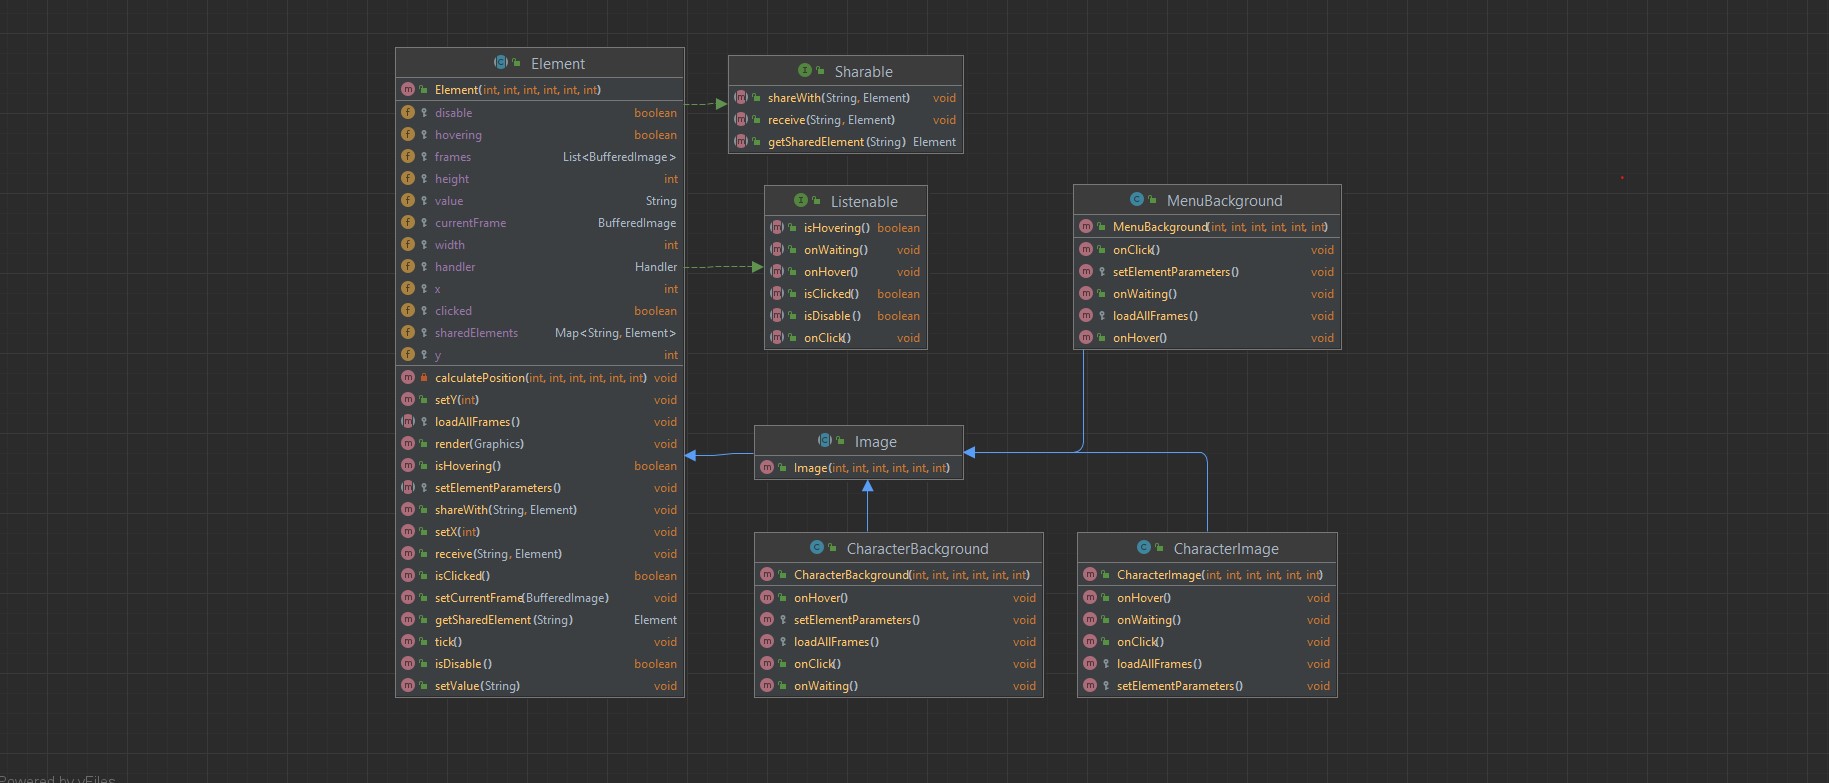 Element
Element(int, int, int, int, int, int)
disable boolean
hovering boolean
frames List<BufferedImage>
height int
value String
currentFrame BufferedImage
width int
handler Handler
x int
clicked boolean
sharedElements Map<String, Element>
y int
calculatePosition(int, int, int, int, int, int) void
setY(int) void
loadAllFrames() void
render(Graphics) void
isHovering() boolean
setElementParameters() void
shareWith(String, Element) void
setX(int) void
receive(String, Element) void
isClicked() boolean
setCurrentFrame(BufferedImage) void
getSharedElement(String) Element
tick() void
isDisable() boolean
setValue(String) void
Sharable
shareWith(String, Element) void
receive(String, Element) void
getSharedElement(String) Element
Listenable
isHovering() boolean
onWaiting() void
onHover() void
isClicked() boolean
isDisable() boolean
onClick() void
MenuBackground
MenuBackground(int, int, int, int, int, int)
onClick() void
setElementParameters() void
onWaiting() void
loadAllFrames() void
onHover() void
Image
Image(int, int, int, int, int, int)
CharacterBackground
CharacterBackground(int, int, int, int, int, int)
onHover() void
setElementParameters() void
loadAllFrames() void
onClick() void
onWaiting() void
CharacterImage
CharacterImage(int, int, int, int, int, int)
onHover() void
onWaiting() void
onClick() void
loadAllFrames() void
setElementParameters() void
Powered by yFiles